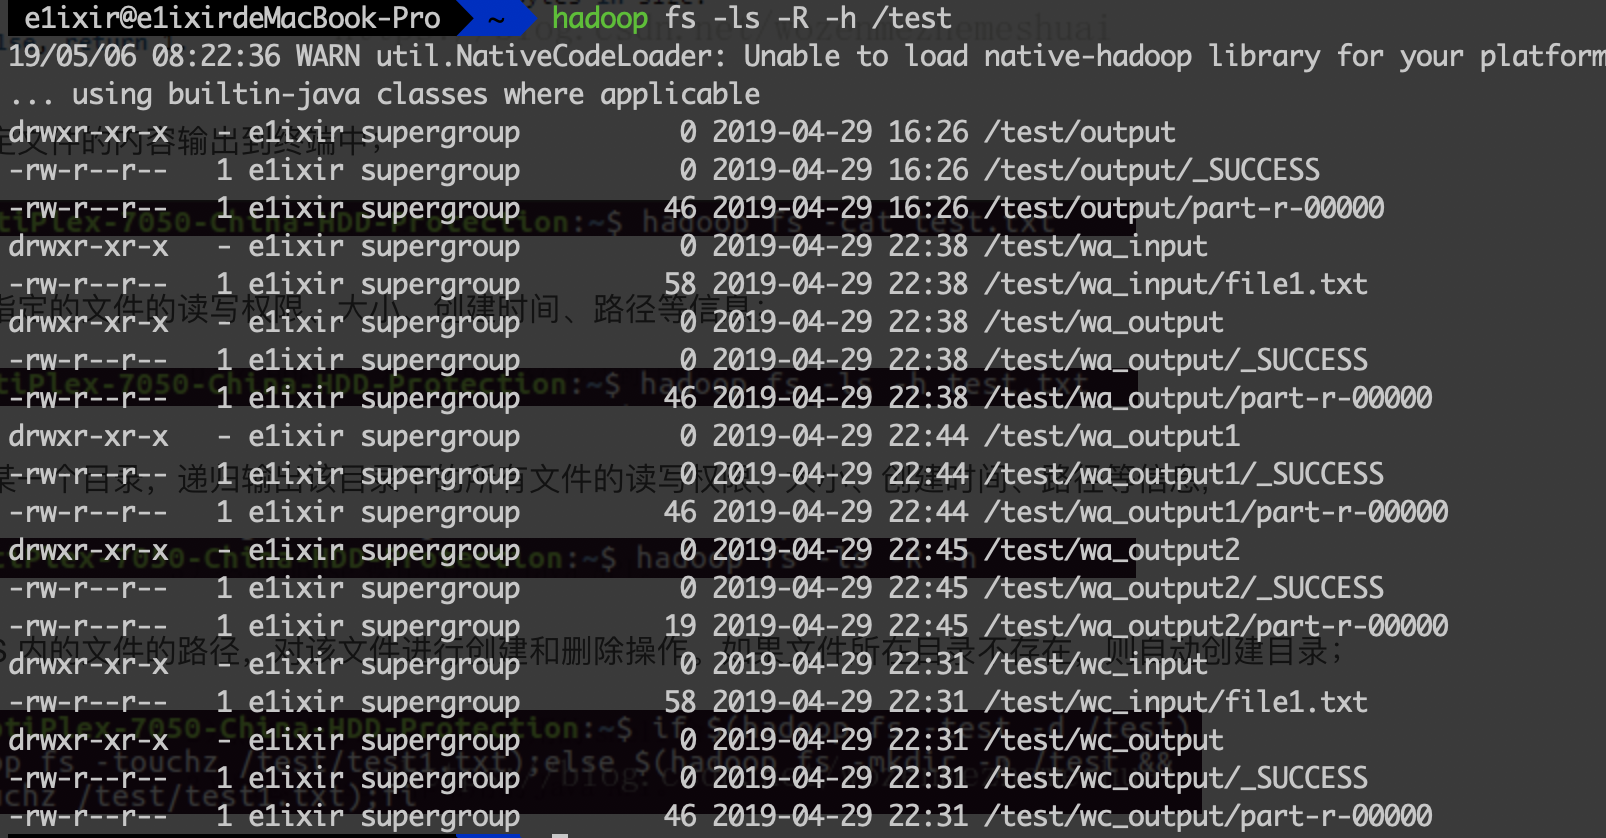 e1ixir@e1ixirdeMacBook-Pro ~ hadoop fs -ls -R -h /test
19/05/06 08:22:36 WARN util.NativeCodeLoader: Unable to load native-hadoop library for your platform
... using builtin-java classes where applicable
drwxr-xr-x   - e1ixir supergroup          0 2019-04-29 16:26 /test/output
-rw-r--r--   1 e1ixir supergroup          0 2019-04-29 16:26 /test/output/_SUCCESS
-rw-r--r--   1 e1ixir supergroup         46 2019-04-29 16:26 /test/output/part-r-00000
drwxr-xr-x   - e1ixir supergroup          0 2019-04-29 22:38 /test/wa_input
-rw-r--r--   1 e1ixir supergroup         58 2019-04-29 22:38 /test/wa_input/file1.txt
drwxr-xr-x   - e1ixir supergroup          0 2019-04-29 22:38 /test/wa_output
-rw-r--r--   1 e1ixir supergroup          0 2019-04-29 22:38 /test/wa_output/_SUCCESS
-rw-r--r--   1 e1ixir supergroup         46 2019-04-29 22:38 /test/wa_output/part-r-00000
drwxr-xr-x   - e1ixir supergroup          0 2019-04-29 22:44 /test/wa_output1
-rw-r--r--   1 e1ixir supergroup          0 2019-04-29 22:44 /test/wa_output1/_SUCCESS
-rw-r--r--   1 e1ixir supergroup         46 2019-04-29 22:44 /test/wa_output1/part-r-00000
drwxr-xr-x   - e1ixir supergroup          0 2019-04-29 22:45 /test/wa_output2
-rw-r--r--   1 e1ixir supergroup          0 2019-04-29 22:45 /test/wa_output2/_SUCCESS
-rw-r--r--   1 e1ixir supergroup         19 2019-04-29 22:45 /test/wa_output2/part-r-00000
drwxr-xr-x   - e1ixir supergroup          0 2019-04-29 22:31 /test/wc_input
-rw-r--r--   1 e1ixir supergroup         58 2019-04-29 22:31 /test/wc_input/file1.txt
drwxr-xr-x   - e1ixir supergroup          0 2019-04-29 22:31 /test/wc_output
-rw-r--r--   1 e1ixir supergroup          0 2019-04-29 22:31 /test/wc_output/_SUCCESS
-rw-r--r--   1 e1ixir supergroup         46 2019-04-29 22:31 /test/wc_output/part-r-00000